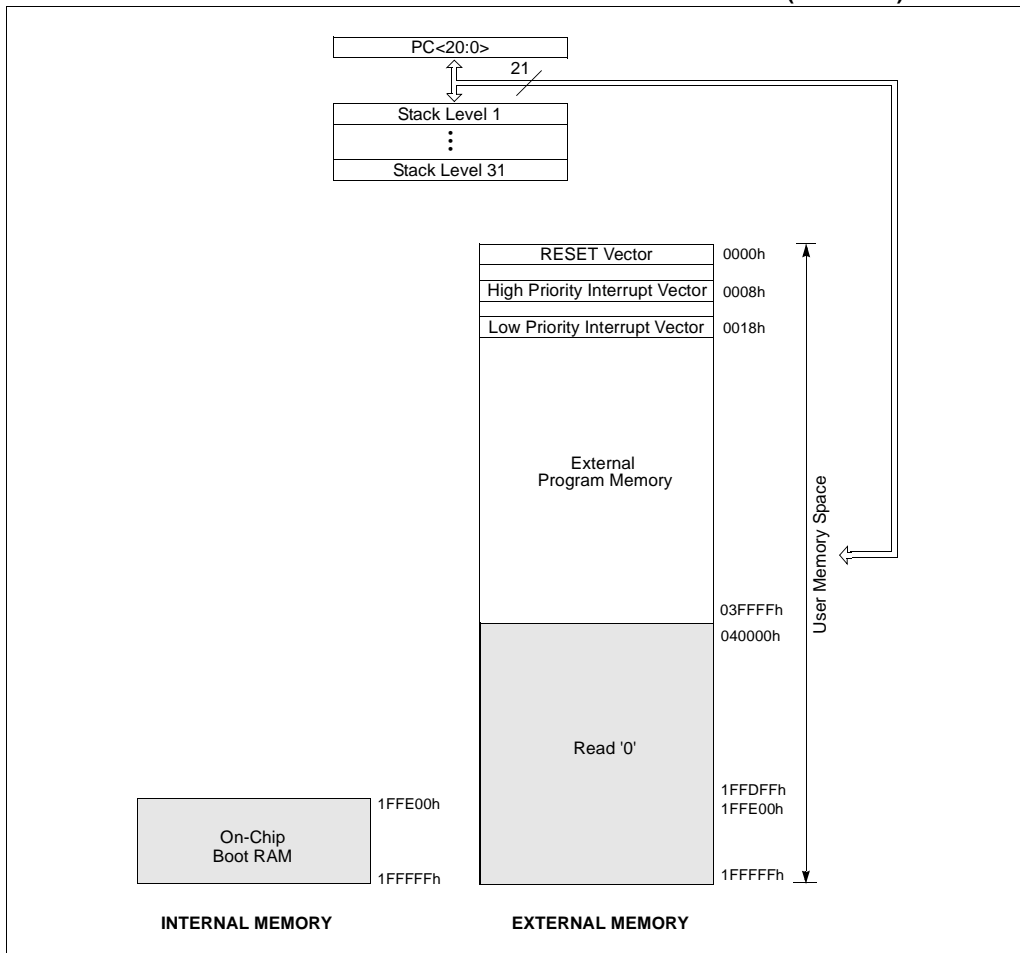 PC<20:0>
21
Stack Level 1
Stack Level 31
RESET Vector
0000h
High Priority Interrupt Vector
0008h
Low Priority Interrupt Vector
0018h
External
Program Memory
User Memory Space
03FFFFh
040000h
Read '0'
1FFDFFh
1FFE00h
1FFE00h
On-Chip
Boot RAM
1FFFFFh
1FFFFFh
INTERNAL MEMORY
EXTERNAL MEMORY